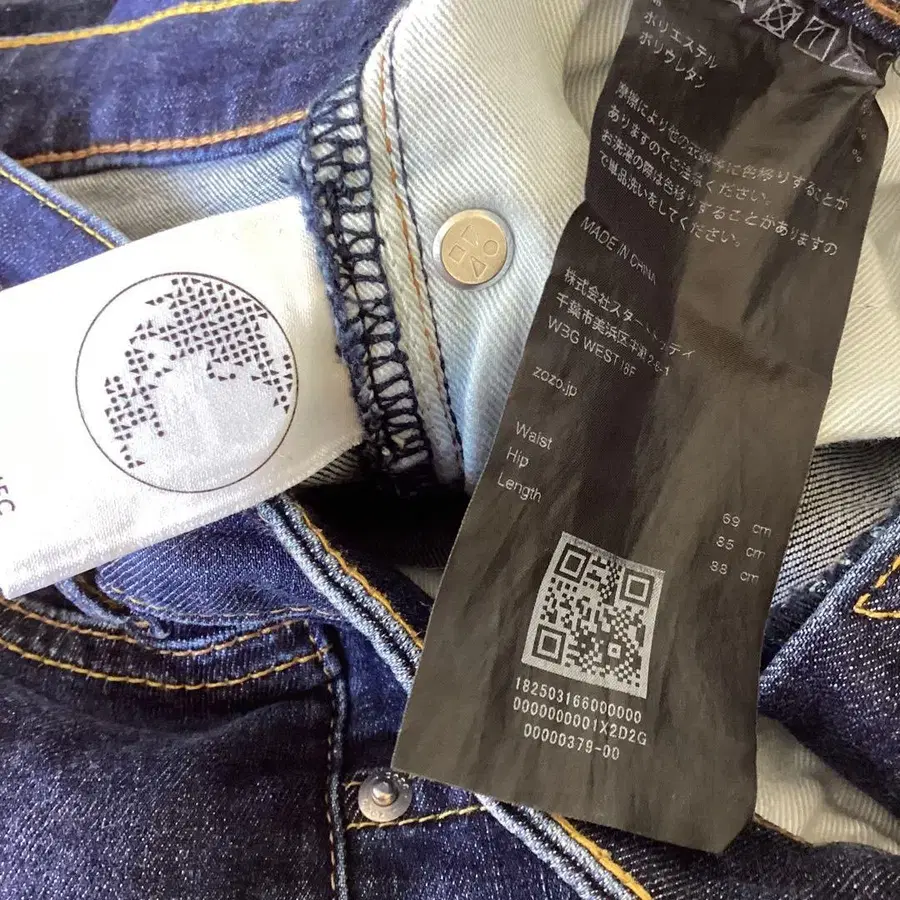 ポリエステル
ポリウレタン
摩擦により他の衣料等に色移りすることが
ありますのでご注意ください。
お洗濯の際は色移りすることがありますの
で単品洗いをしてください。
MADE IN CHINA
株式会社スタートトゥデイ
千葉市美浜区中瀬2-6-1
WBG WEST16F
zozo.jp
Waist 69 cm
Hip 85 cm
Length 88 cm
182503166000000
0000000001X2D2G
00000379-00